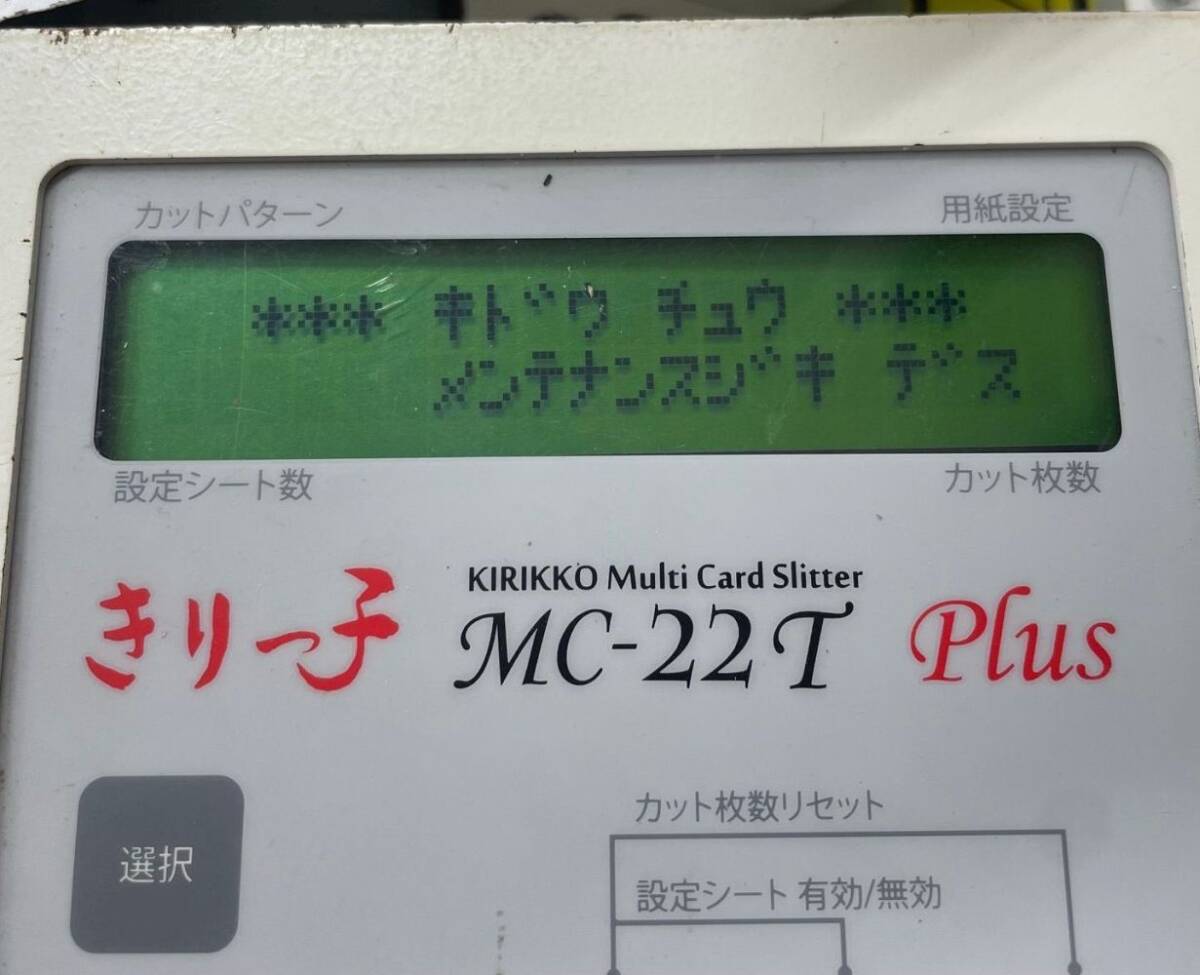 カットパターン
用紙設定
*** キドウ チュウ ***
メンテナンスジキ デス
設定シート数
カット枚数
きりっ子
KIRIKKO Multi Card Slitter
MC-22T Plus
カット枚数リセット
選択
設定シート 有効/無効